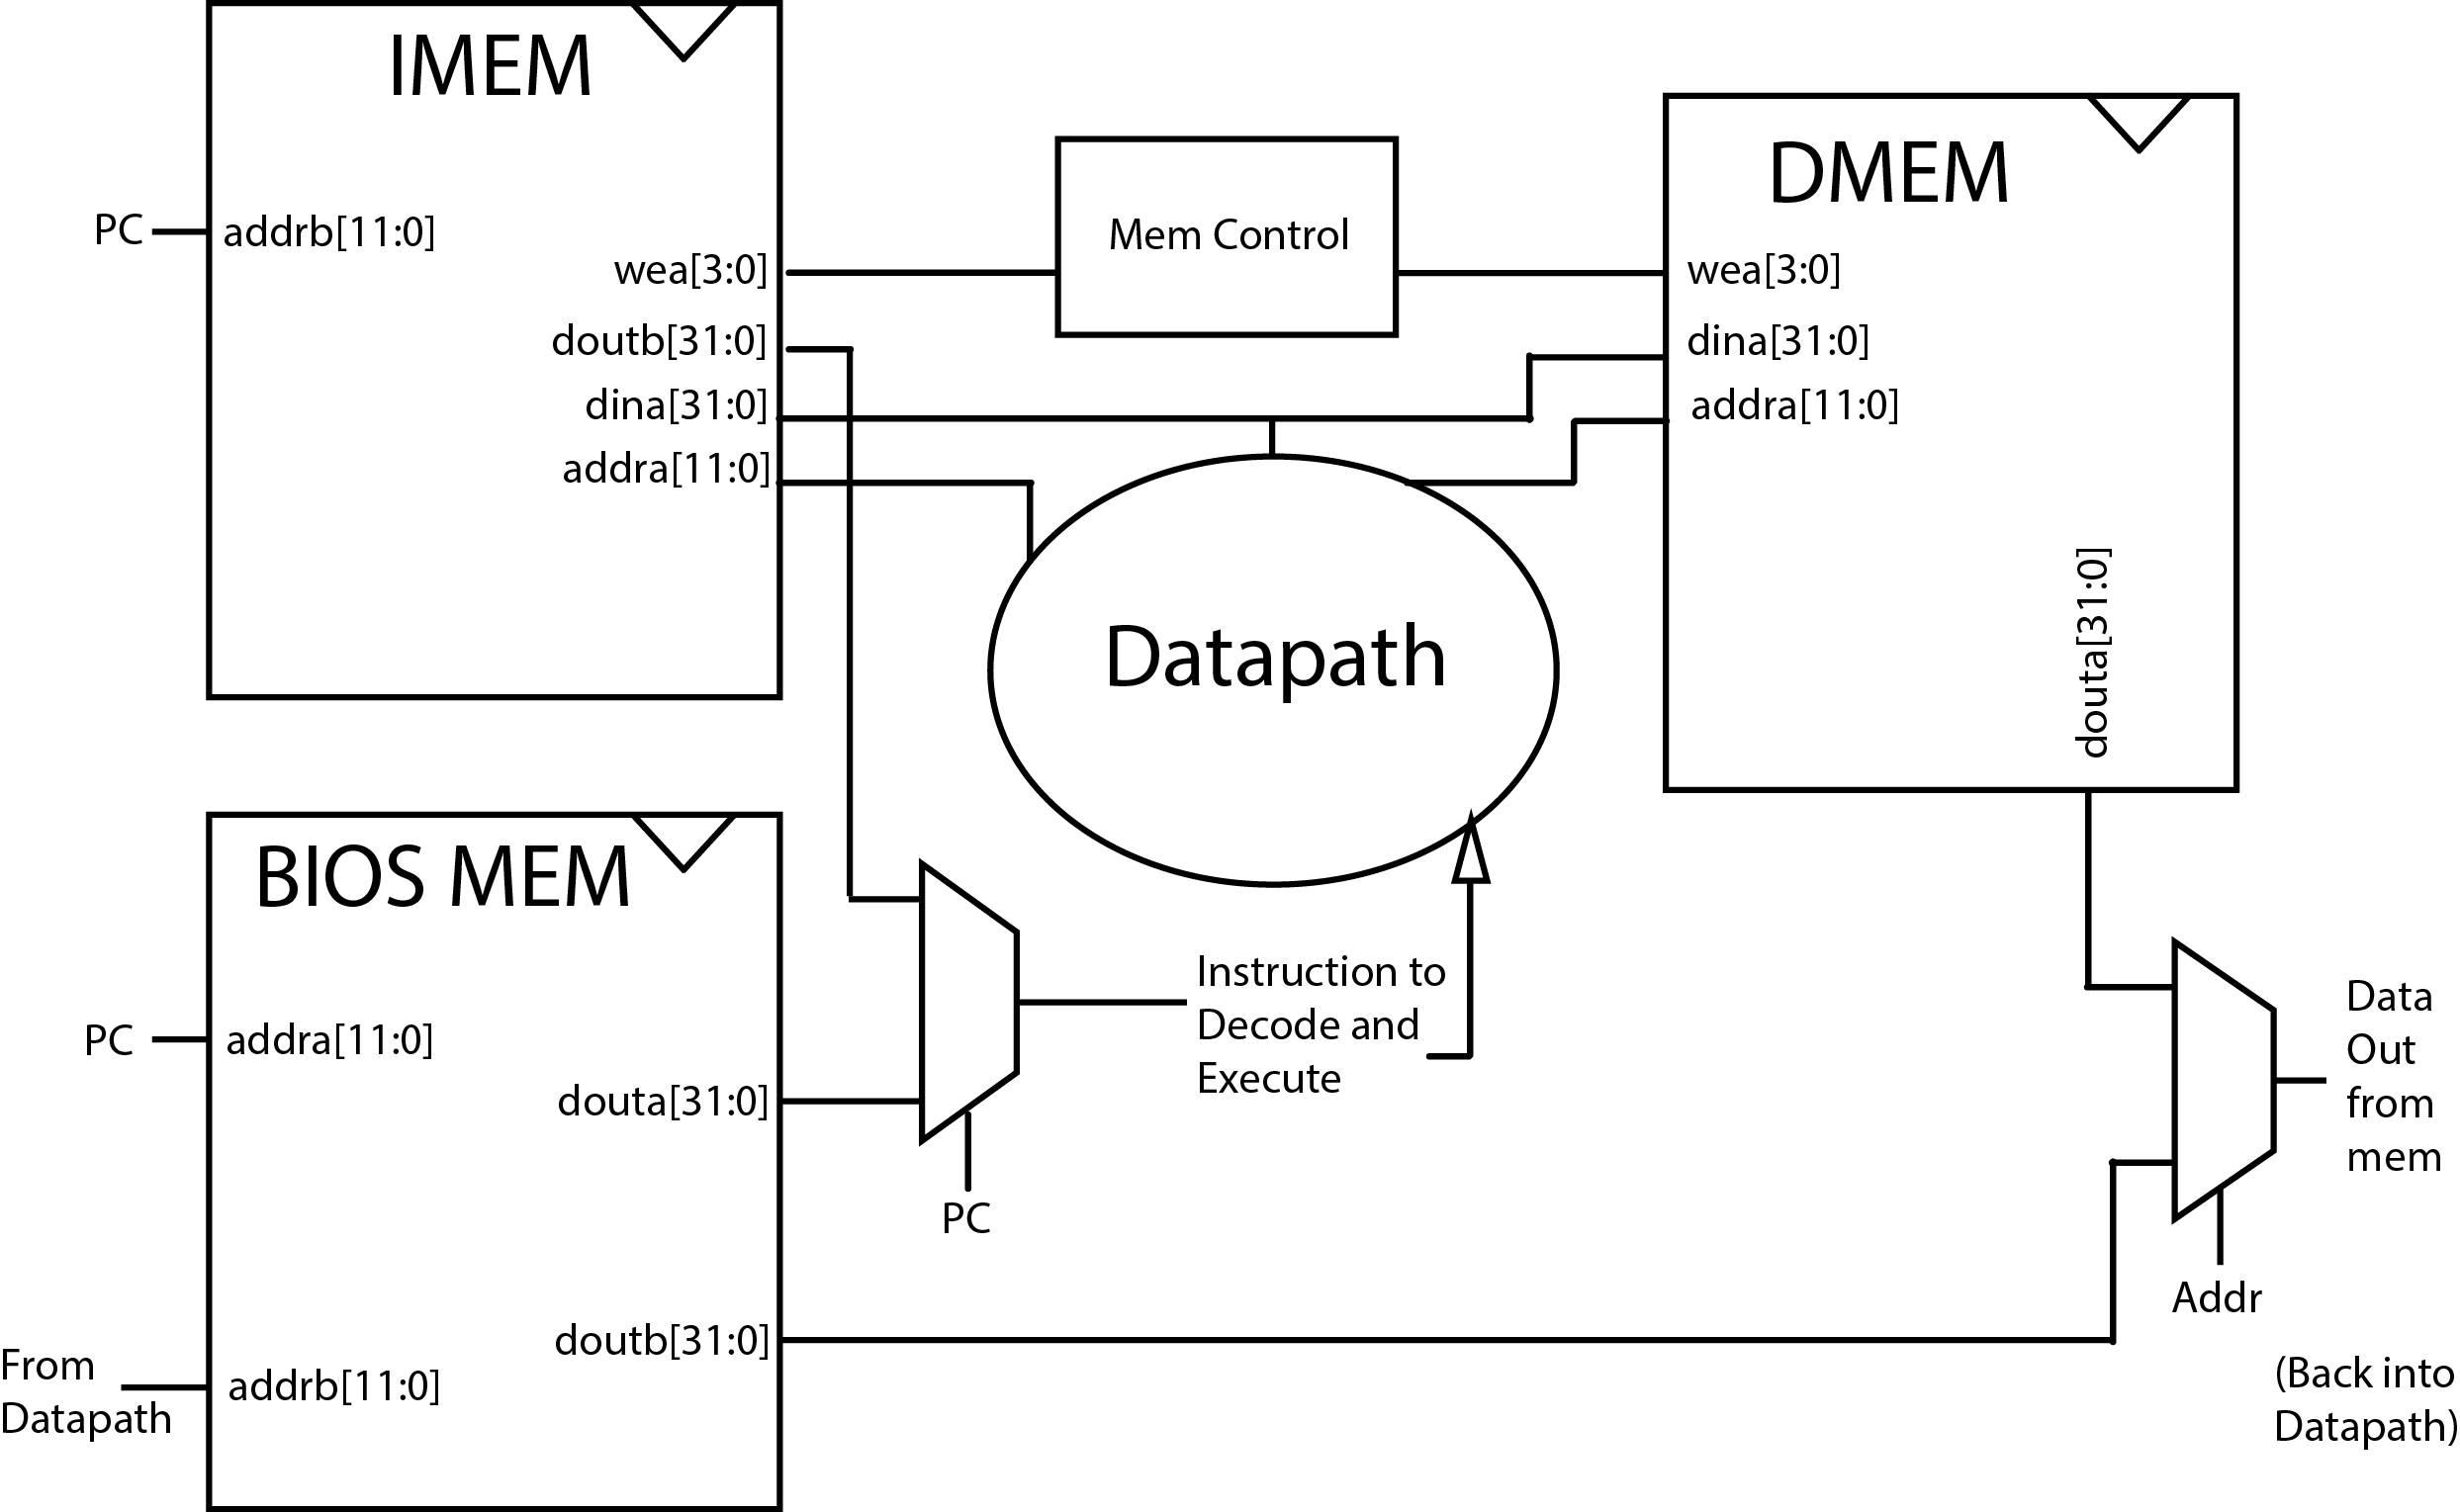 IMEM
PC
addrb[11:0]
wea[3:0]
doutb[31:0]
dina[31:0]
addra[11:0]
Mem Control
DMEM
wea[3:0]
dina[31:0]
addra[11:0]
douta[31:0]
Datapath
BIOS MEM
PC
addra[11:0]
douta[31:0]
doutb[31:0]
From
Datapath
addrb[11:0]
PC
Instruction to
Decode and
Execute
Data
Out
from
mem
Addr
(Back into
Datapath)